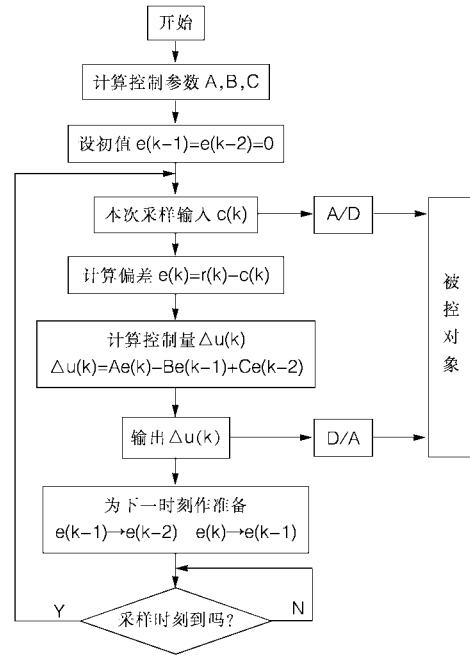 开始
计算控制参数 A,B,C
设初值 e(k-1)=e(k-2)=0
本次采样输入 c(k)
A/D
计算偏差 e(k)=r(k)-c(k)
被控对象
计算控制量△u(k)
△u(k)=Ae(k)-Be(k-1)+Ce(k-2)
输出△u(k)
D/A
为下一时刻作准备
e(k-1)→e(k-2) e(k)→e(k-1)
Y
采样时刻到吗?
N